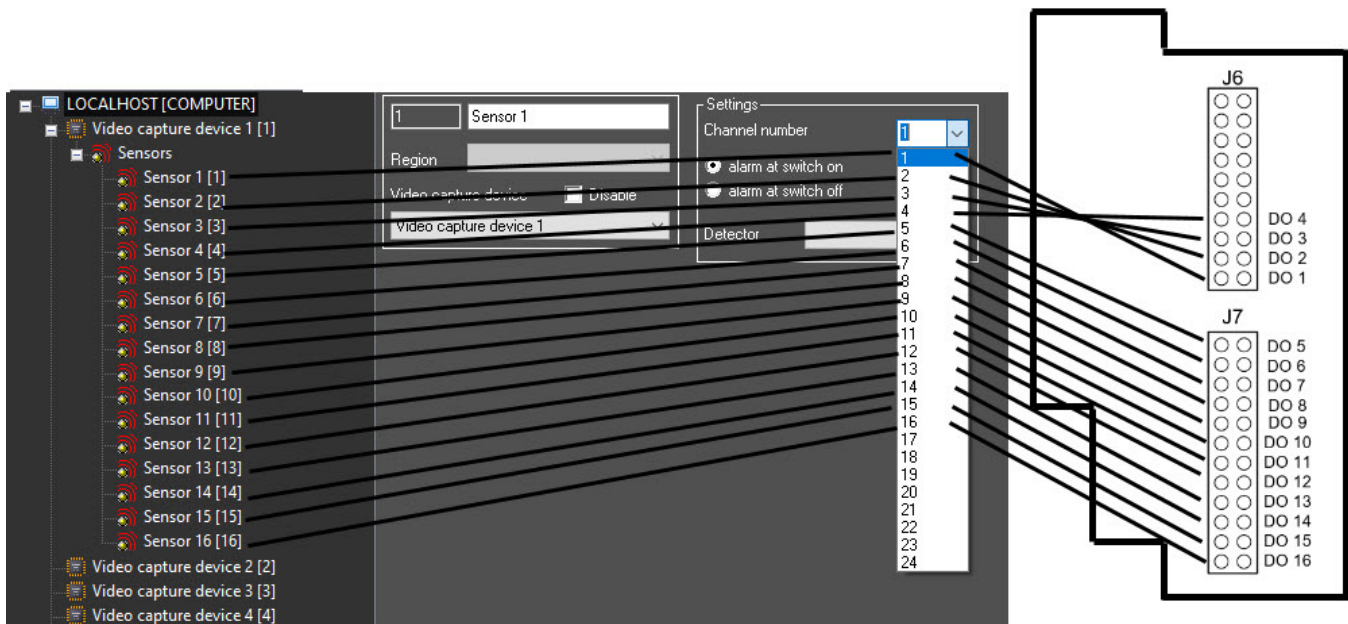 LOCALHOST [COMPUTER]
Video capture device 1 [1]
Sensors
Sensor 1 [1]
Sensor 2 [2]
Sensor 3 [3]
Sensor 4 [4]
Sensor 5 [5]
Sensor 6 [6]
Sensor 7 [7]
Sensor 8 [8]
Sensor 9 [9]
Sensor 10 [10]
Sensor 11 [11]
Sensor 12 [12]
Sensor 13 [13]
Sensor 14 [14]
Sensor 15 [15]
Sensor 16 [16]
Video capture device 2 [2]
Video capture device 3 [3]
Video capture device 4 [4]
1
Sensor 1
Region
Video capture device
Disable
Video capture device 1
Settings
Channel number
1
alarm at switch on
alarm at switch off
Detector
1
2
3
4
5
6
7
8
9
10
11
12
13
14
15
16
17
18
19
20
21
22
23
24
J6
DO 4
DO 3
DO 2
DO 1
J7
DO 5
DO 6
DO 7
DO 8
DO 9
DO 10
DO 11
DO 12
DO 13
DO 14
DO 15
DO 16